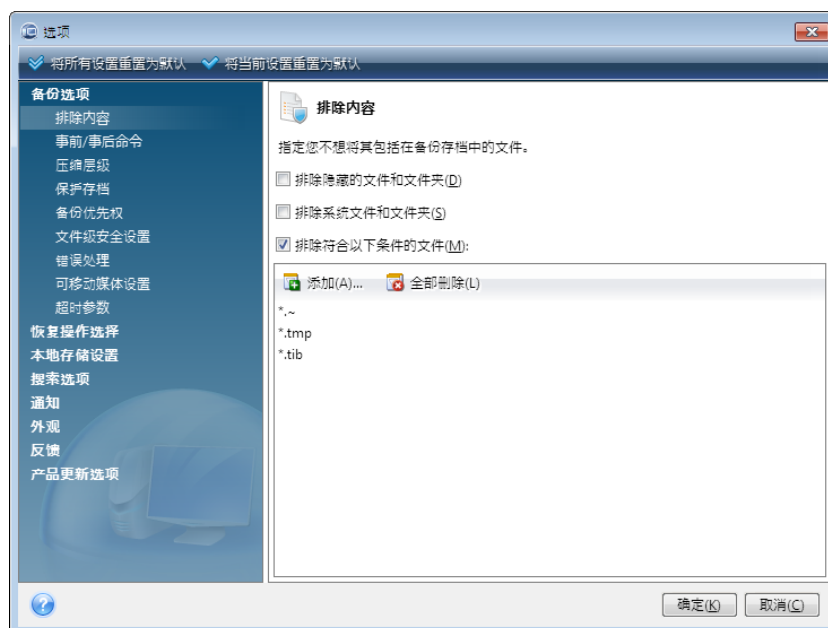 选项
将所有设置重置为默认 将当前设置重置为默认
备份选项
排除内容
事前/事后命令
压缩层级
保护存档
备份优先权
文件级安全设置
错误处理
可移动媒体设置
超时参数
恢复操作选择
本地存储设置
搜索选项
通知
外观
反馈
产品更新选项
排除内容
指定您不想将其包括在备份存档中的文件。
排除隐藏的文件和文件夹(D)
排除系统文件和文件夹(S)
排除符合以下条件的文件(M):
添加(A)... 全部删除(L)
*.~
*.tmp
*.tib
确定(K) 取消(C)